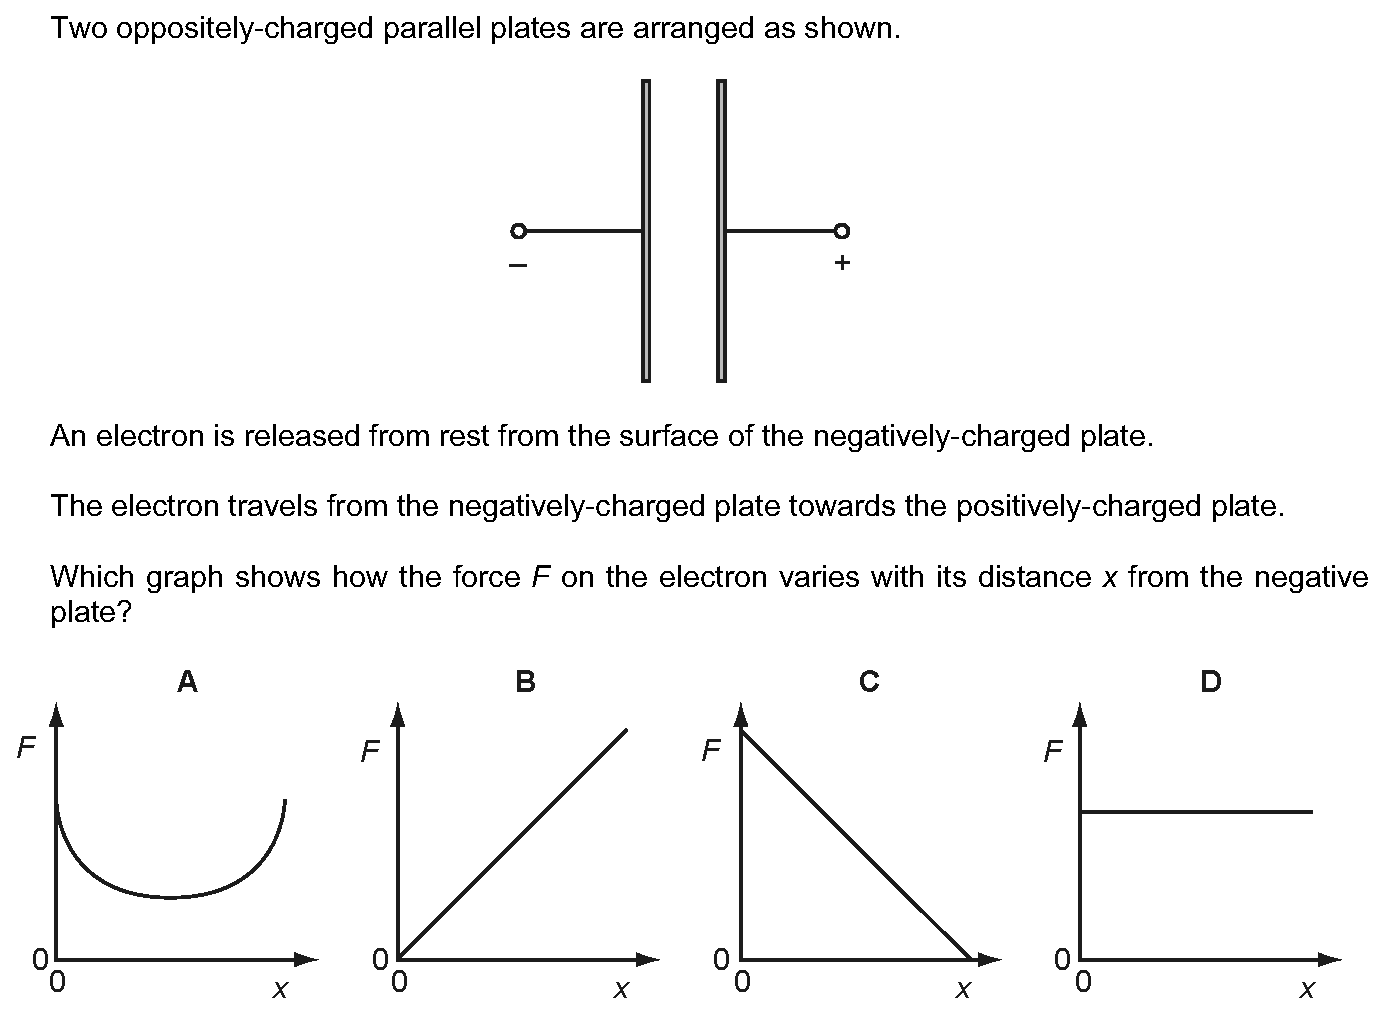 Two oppositely-charged parallel plates are arranged as shown.
– +
An electron is released from rest from the surface of the negatively-charged plate.
The electron travels from the negatively-charged plate towards the positively-charged plate.
Which graph shows how the force F on the electron varies with its distance x from the negative
plate?
A B C D
F F F F
0 0 0 0
0 x 0 x 0 x 0 x